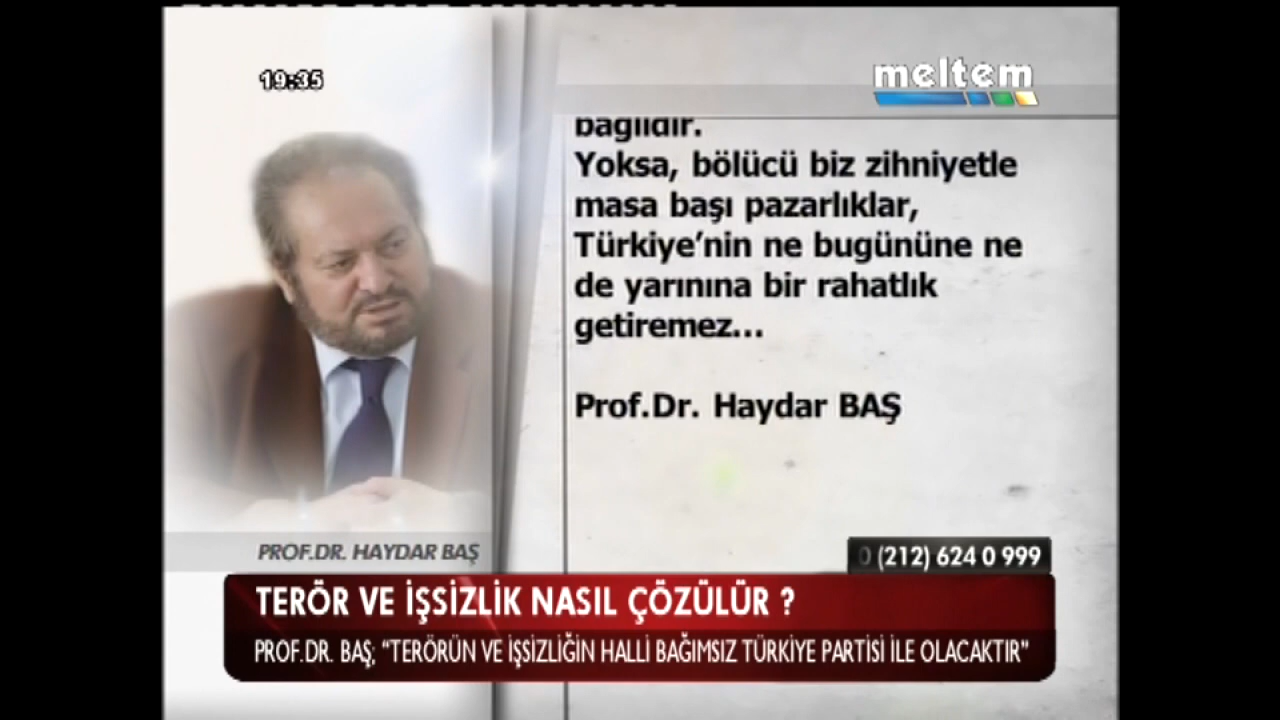 19:35
meltem
bağlıdır.
Yoksa, bölücü biz zihniyetle
masa başı pazarlıklar,
Türkiye'nin ne bugününe ne
de yarınına bir rahatlık
getiremez...
Prof.Dr. Haydar BAŞ
PROF.DR. HAYDAR BAŞ
0 (212) 624 0 999
TERÖR VE İŞSİZLİK NASIL ÇÖZÜLÜR ?
PROF.DR. BAŞ; “TERÖRÜN VE İŞSİZLİĞİN HALLİ BAĞIMSIZ TÜRKİYE PARTİSİ İLE OLACAKTIR”